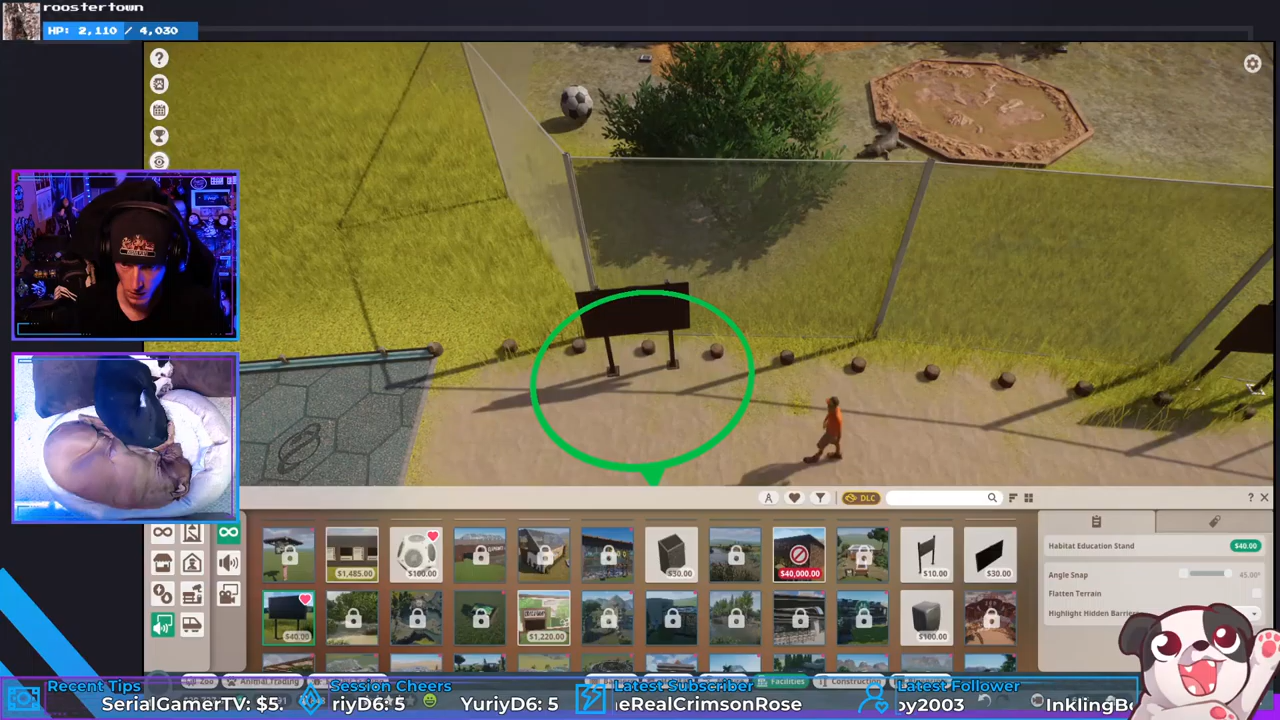 roostertown
HP: 2,110 / 4,030
?
DLC
? ×
Habitat Education Stand $40.00
Angle Snap 45.00°
Flatten Terrain
Highlight Hidden Barriers
$1,485.00 $100.00 $30.00 $40,000.00 $10.00 $30.00
$40.00 $1,220.00 $100.00
Zoo Animal Trading Facilities Construction
Recent Tips Session Cheers Latest Subscriber Latest Follower
SerialGamerTV: $5. riyD6: 5 YuriyD6: 5 eRealCrimsonRose oy2003 InklingBe